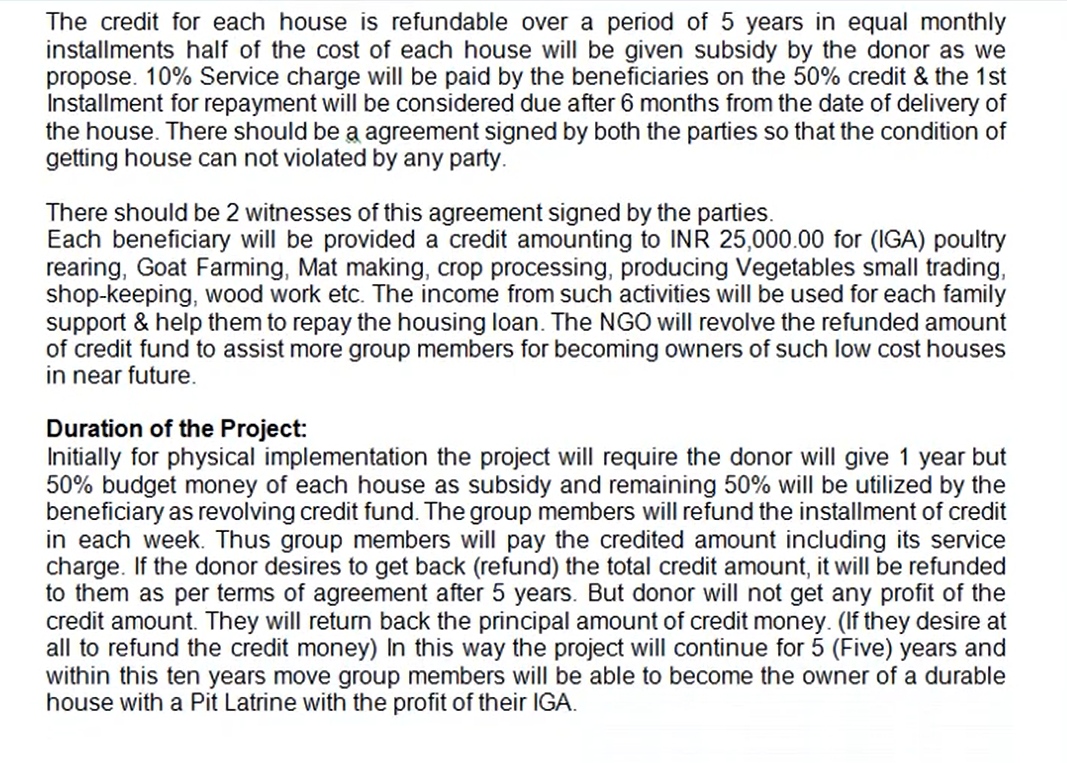 The credit for each house is refundable over a period of 5 years in equal monthly
installments half of the cost of each house will be given subsidy by the donor as we
propose. 10% Service charge will be paid by the beneficiaries on the 50% credit & the 1st
Installment for repayment will be considered due after 6 months from the date of delivery of
the house. There should be a agreement signed by both the parties so that the condition of
getting house can not violated by any party.
There should be 2 witnesses of this agreement signed by the parties.
Each beneficiary will be provided a credit amounting to INR 25,000.00 for (IGA) poultry
rearing, Goat Farming, Mat making, crop processing, producing Vegetables small trading,
shop-keeping, wood work etc. The income from such activities will be used for each family
support & help them to repay the housing loan. The NGO will revolve the refunded amount
of credit fund to assist more group members for becoming owners of such low cost houses
in near future.
Duration of the Project:
Initially for physical implementation the project will require the donor will give 1 year but
50% budget money of each house as subsidy and remaining 50% will be utilized by the
beneficiary as revolving credit fund. The group members will refund the installment of credit
in each week. Thus group members will pay the credited amount including its service
charge. If the donor desires to get back (refund) the total credit amount, it will be refunded
to them as per terms of agreement after 5 years. But donor will not get any profit of the
credit amount. They will return back the principal amount of credit money. (If they desire at
all to refund the credit money) In this way the project will continue for 5 (Five) years and
within this ten years move group members will be able to become the owner of a durable
house with a Pit Latrine with the profit of their IGA.